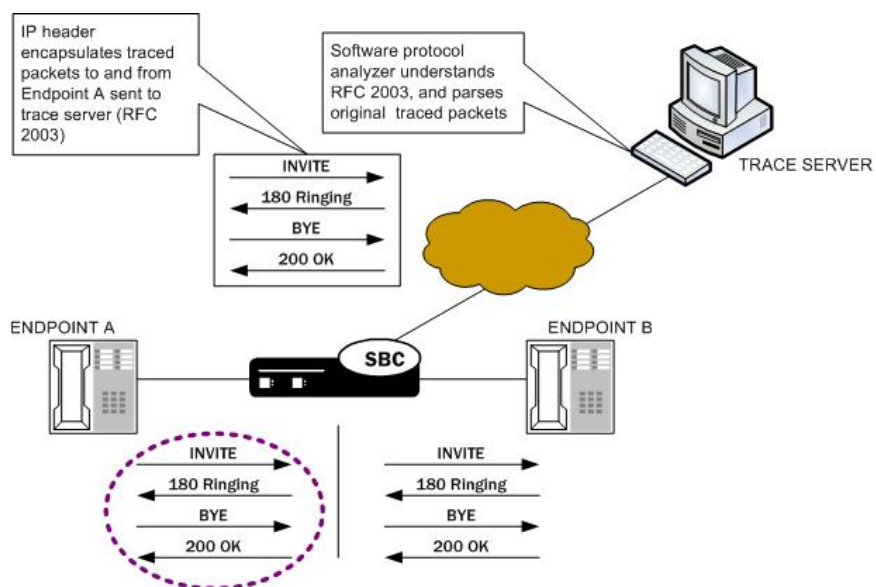 IP header
encapsulates traced
packets to and from
Endpoint A sent to
trace server (RFC
2003)
Software protocol
analyzer understands
RFC 2003, and parses
original traced packets
TRACE SERVER
INVITE
180 Ringing
BYE
200 OK
ENDPOINT A
SBC
ENDPOINT B
INVITE
180 Ringing
BYE
200 OK
INVITE
180 Ringing
BYE
200 OK